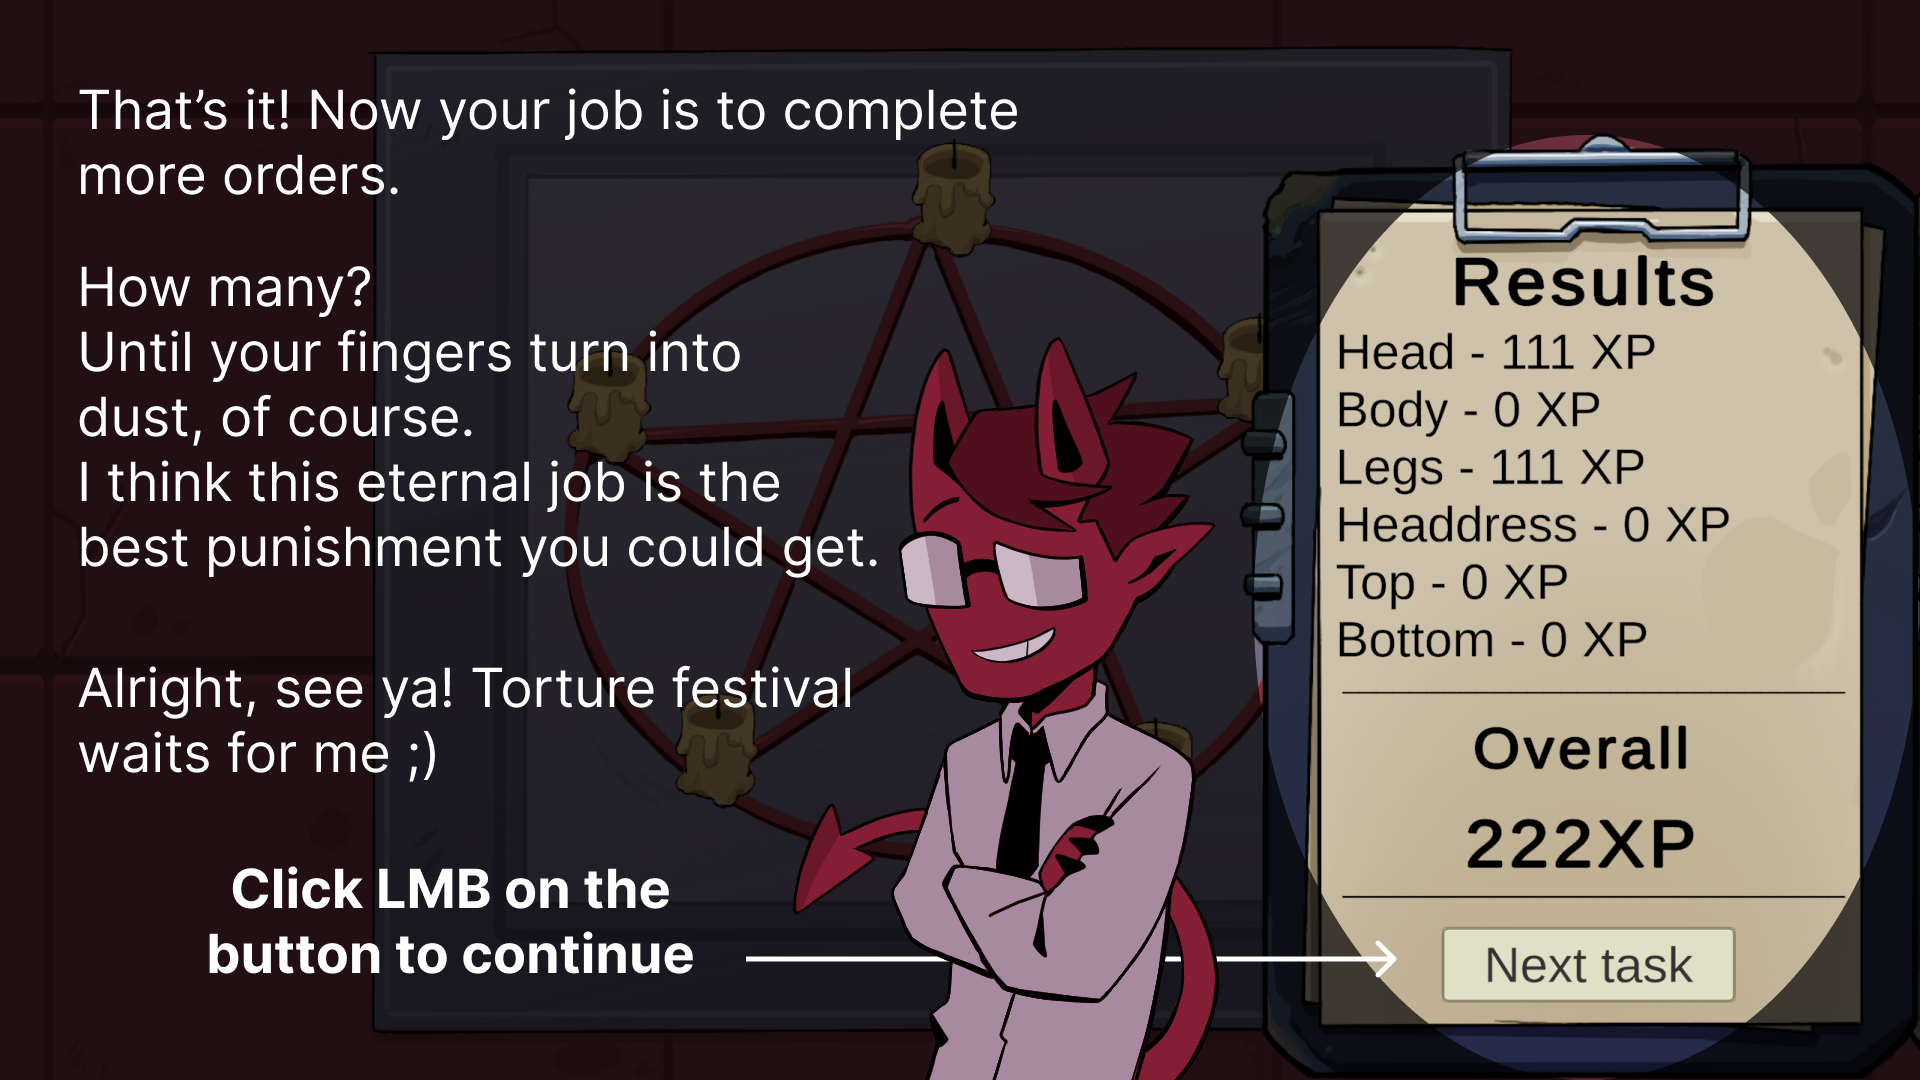 That’s it! Now your job is to complete
more orders.
How many?
Until your fingers turn into
dust, of course.
I think this eternal job is the
best punishment you could get.
Alright, see ya! Torture festival
waits for me ;)
Click LMB on the
button to continue
Results
Head - 111 XP
Body - 0 XP
Legs - 111 XP
Headdress - 0 XP
Top - 0 XP
Bottom - 0 XP
Overall
222XP
Next task